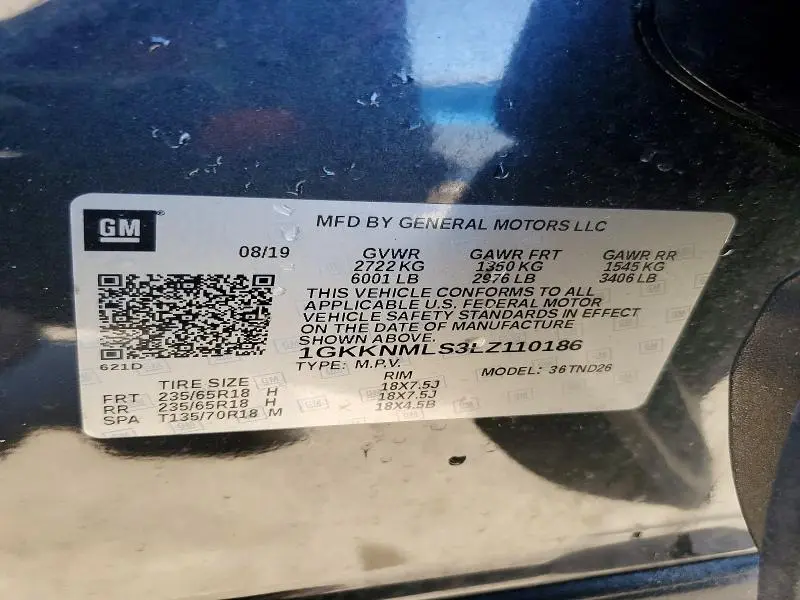 GM
MFD BY GENERAL MOTORS LLC
08/19 GVWR GAWR FRT GAWR RR
2722 KG 1350 KG 1545 KG
6001 LB 2976 LB 3406 LB
THIS VEHICLE CONFORMS TO ALL
APPLICABLE U.S. FEDERAL MOTOR
VEHICLE SAFETY STANDARDS IN EFFECT
ON THE DATE OF MANUFACTURE
SHOWN ABOVE.
1GKKNMLS3LZ110186
621D
TYPE: M.P.V. MODEL: 36TND26
TIRE SIZE RIM
FRT 235/65R18 H 18X7.5J
RR 235/65R18 H 18X7.5J
SPA T135/70R18 M 18X4.5B